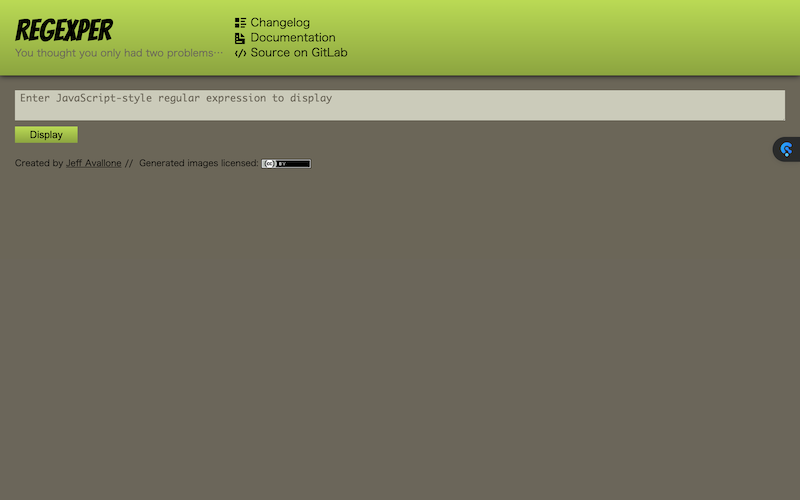 REGEXPER
You thought you only had two problems…
Changelog
Documentation
Source on GitLab
Enter JavaScript-style regular expression to display
Display
Created by Jeff Avallone // Generated images licensed: cc BY